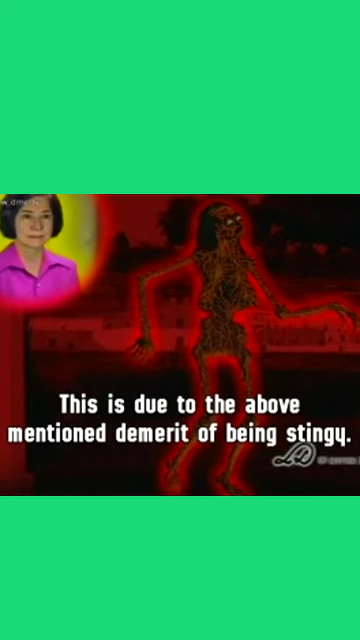 This is due to the above
mentioned demerit of being stingy.